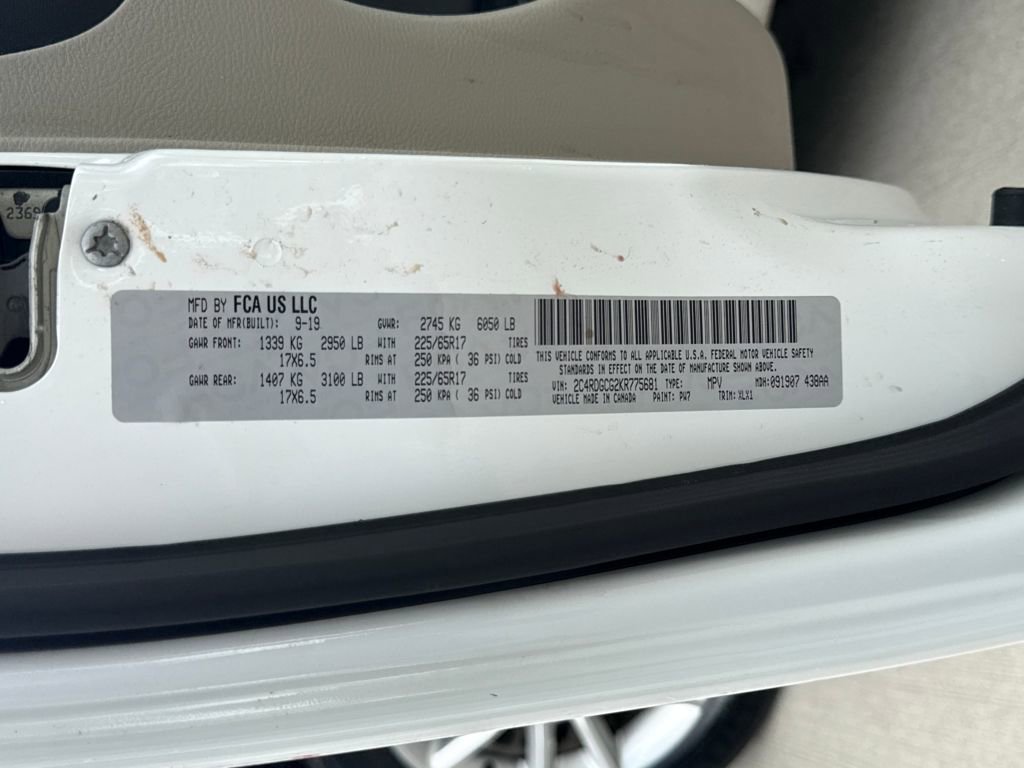 2369
MFD BY FCA US LLC
DATE OF MFR(BUILT): 9-19 GVWR: 2745 KG 6050 LB
GAWR FRONT: 1339 KG 2950 LB WITH 225/65R17 TIRES
17X6.5 RIMS AT 250 KPA ( 36 PSI) COLD
GAWR REAR: 1407 KG 3100 LB WITH 225/65R17 TIRES
17X6.5 RIMS AT 250 KPA ( 36 PSI) COLD
THIS VEHICLE CONFORMS TO ALL APPLICABLE U.S.A. FEDERAL MOTOR VEHICLE SAFETY
STANDARDS IN EFFECT ON THE DATE OF MANUFACTURE SHOWN ABOVE.
VIN: 2C4RDGCG2KR775681 TYPE: MPV MDH: 091907 438AA
VEHICLE MADE IN CANADA PAINT: PW7 TRIM: XLX1